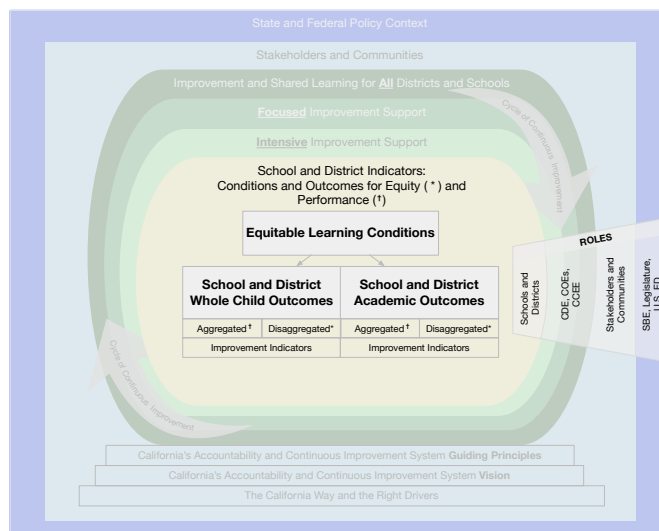 State and Federal Policy Context
Stakeholders and Communities
Improvement and Shared Learning for All Districts and Schools
Focused Improvement Support
Intensive Improvement Support
Cycle of Continuous Improvement
School and District Indicators:
Conditions and Outcomes for Equity ( * ) and
Performance (†)
Equitable Learning Conditions
School and District
Whole Child Outcomes
School and District
Academic Outcomes
Aggregated†
Disaggregated*
Aggregated†
Disaggregated*
Improvement Indicators
Improvement Indicators
ROLES
Schools and
Districts
CDE, COEs,
CCEE
Stakeholders and
Communities
SBE, Legislature,
U.S. ED
Cycle of Continuous Improvement
California's Accountability and Continuous Improvement System Guiding Principles
California's Accountability and Continuous Improvement System Vision
The California Way and the Right Drivers